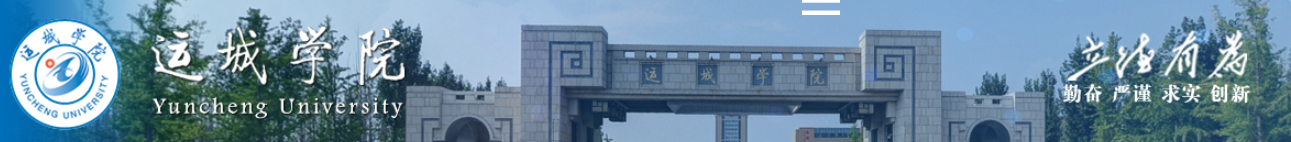 运城学院
YUNCHENG UNIVERSITY
运城学院
Yuncheng University
运城学院
立德有为
勤奋 严谨 求实 创新